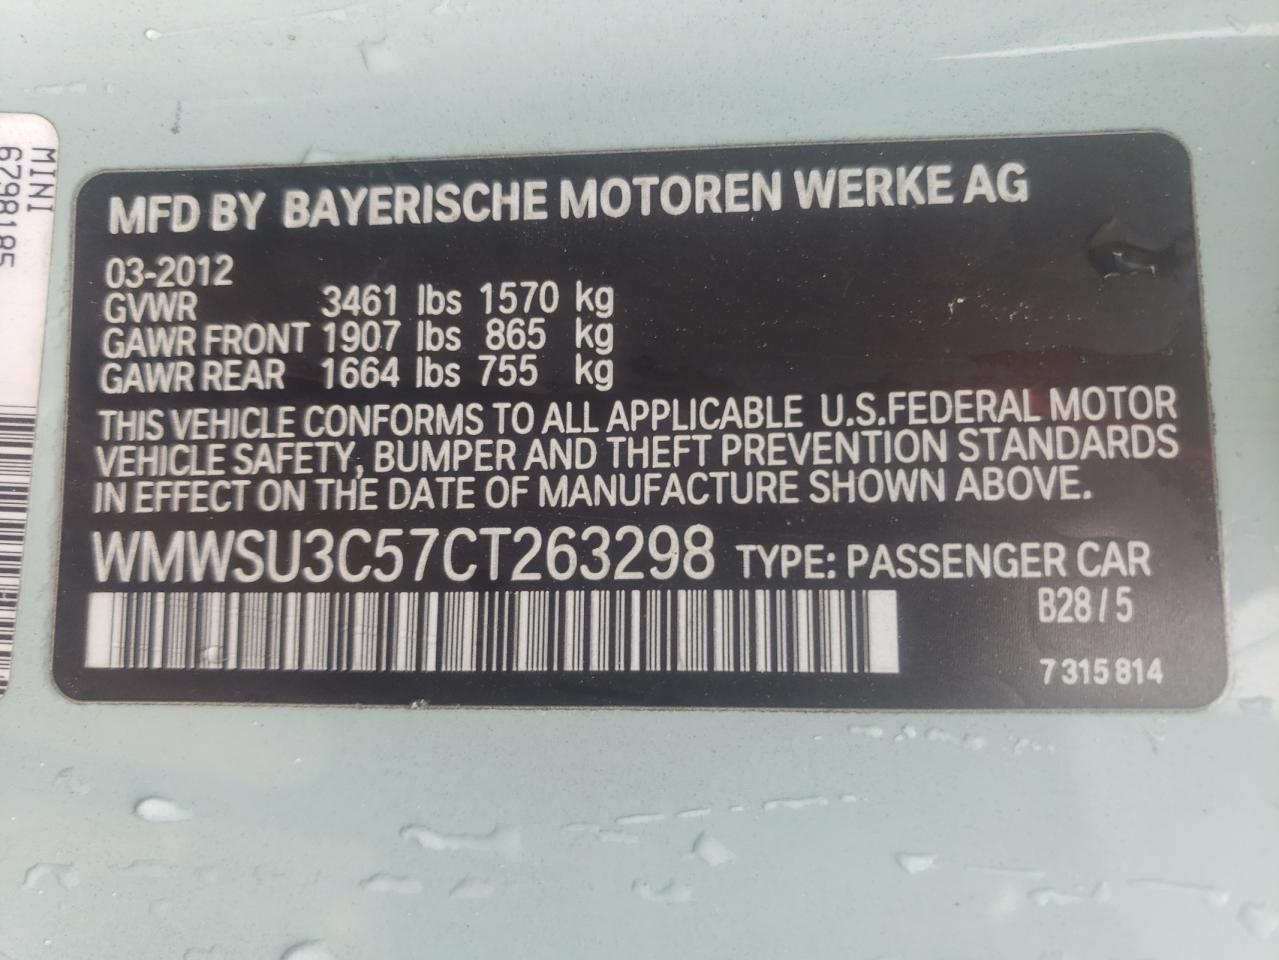 MFD BY BAYERISCHE MOTOREN WERKE AG
03-2012
GVWR 3461 lbs 1570 kg
GAWR FRONT 1907 lbs 865 kg
GAWR REAR 1664 lbs 755 kg
THIS VEHICLE CONFORMS TO ALL APPLICABLE U.S.FEDERAL MOTOR
VEHICLE SAFETY, BUMPER AND THEFT PREVENTION STANDARDS
IN EFFECT ON THE DATE OF MANUFACTURE SHOWN ABOVE.
WMWSU3C57CT263298 TYPE: PASSENGER CAR
B28/5
7 315 814
MINI
6798185